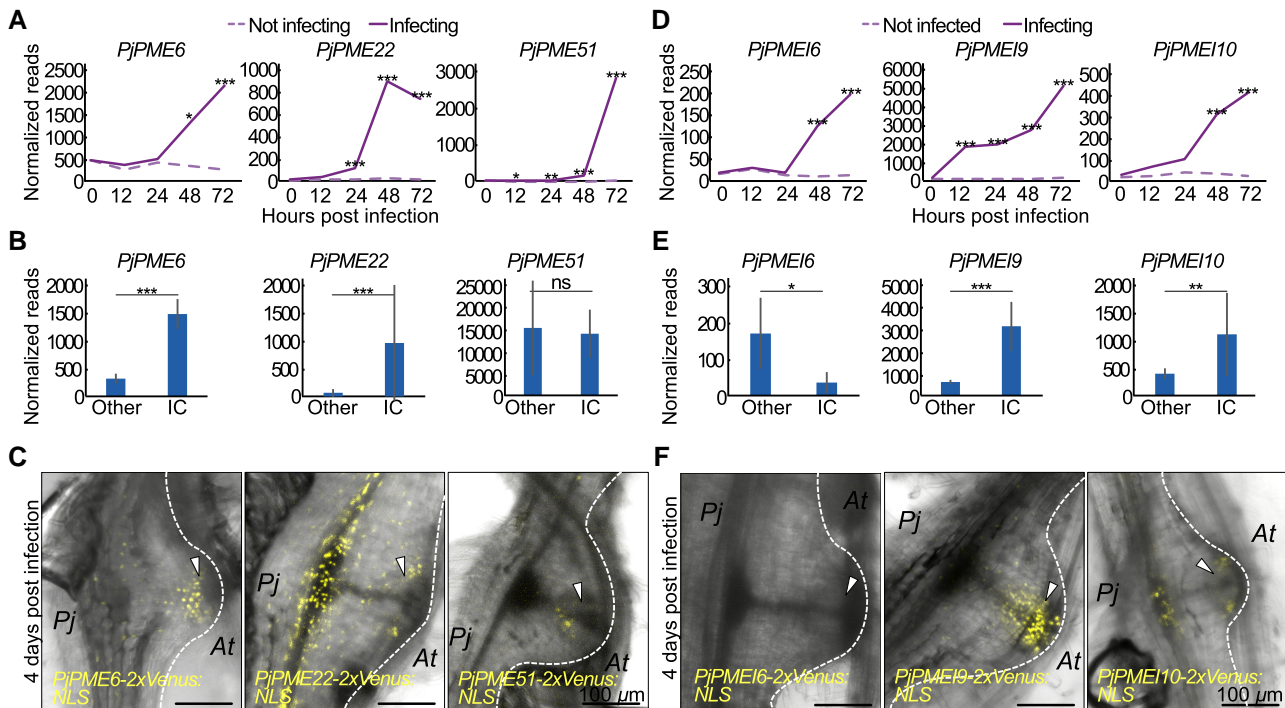 A
Not infecting
Infecting
PjPME6
PjPME22
PjPME51
Normalized reads
2500
2000
1500
1000
500
0
0 12 24 48 72
1000
800
600
400
200
0
0 12 24 48 72
3000
2000
1000
0
0 12 24 48 72
* ***
*** *** ***
* ** *** ***
Hours post infection
D
Not infected
Infecting
PjPMEI6
PjPMEI9
PjPMEI10
Normalized reads
250
200
150
100
50
0
0 12 24 48 72
6000
5000
4000
3000
2000
1000
0
0 12 24 48 72
500
400
300
200
100
0
0 12 24 48 72
*** ***
*** *** *** ***
*** ***
Hours post infection
B
PjPME6
PjPME22
PjPME51
Normalized reads
2000
1500
1000
500
0
***
Other IC
2000
1500
1000
500
0
***
Other IC
25000
20000
15000
10000
15000
10000
5000
0
ns
Other IC
E
PjPMEI6
PjPMEI9
PjPMEI10
Normalized reads
300
200
100
0
*
Other IC
5000
4000
3000
2000
1000
0
***
Other IC
2000
1500
1000
500
0
**
Other IC
C
4 days post infection
Pj
At
PjPME6-2xVenus:
NLS
Pj
At
PjPME22-2xVenus:
NLS
Pj
At
PjPME51-2xVenus:
NLS
100 µm
F
4 days post infection
Pj
At
PjPMEI6-2xVenus:
NLS
Pj
At
PjPMEI9-2xVenus:
NLS
Pj
At
PjPMEI10-2xVenus:
NLS
100 µm